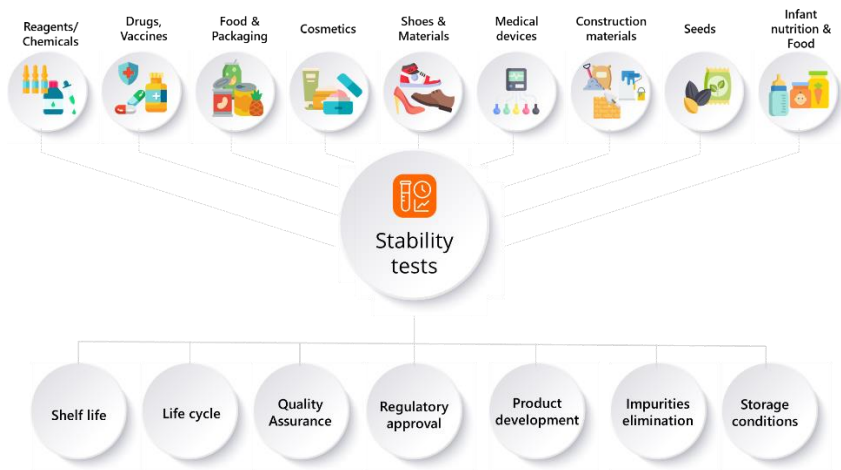 Reagents/
Chemicals
Drugs,
Vaccines
Food &
Packaging
Cosmetics
Shoes &
Materials
Medical
devices
Construction
materials
Seeds
Infant
nutrition &
Food
Stability
tests
Shelf life
Life cycle
Quality
Assurance
Regulatory
approval
Product
development
Impurities
elimination
Storage
conditions